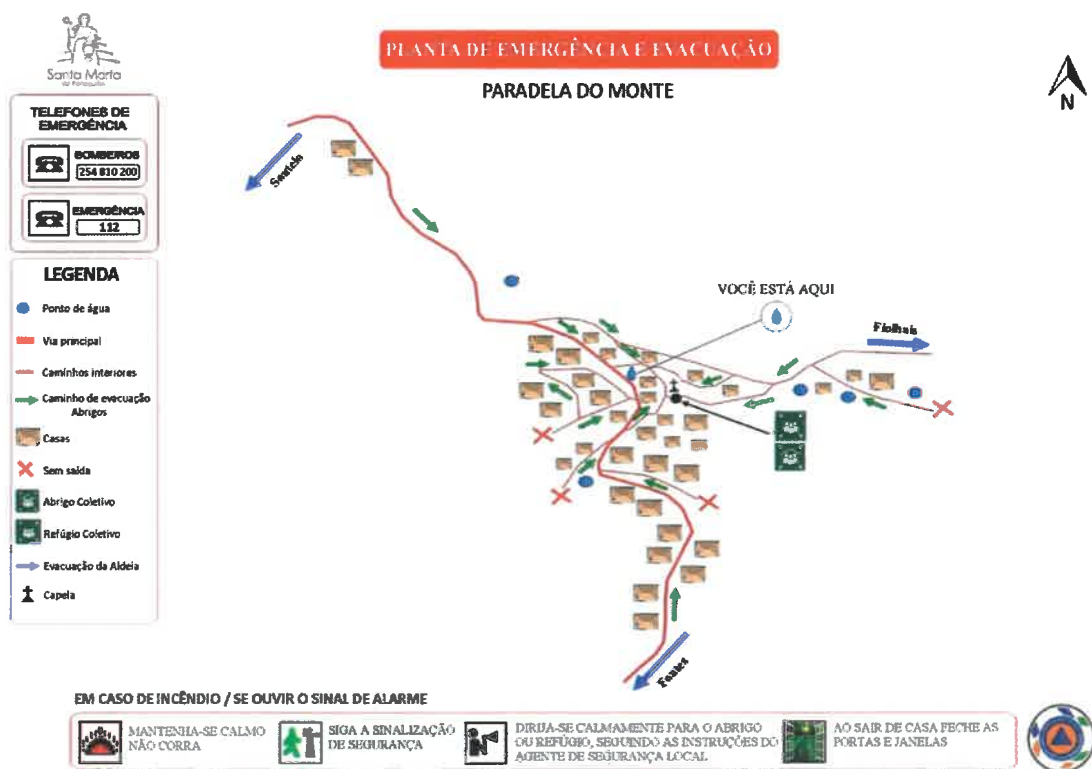 Santa Marta
de Penaguião
PLANTA DE EMERGÊNCIA E EVACUAÇÃO
PARADELA DO MONTE
N
TELEFONES DE
EMERGÊNCIA
BOMBEIROS
254 810 200
EMERGÊNCIA
112
LEGENDA
Ponto de água
Via principal
Caminhos interiores
Caminho de evacuação
Abrigos
Casas
Sem saída
Abrigo Coletivo
Refúgio Coletivo
Evacuação da Aldeia
Capela
VOCÊ ESTÁ AQUI
Fiolhais
Fontes
EM CASO DE INCÊNDIO / SE OUVIR O SINAL DE ALARME
MANTENHA-SE CALMO
NÃO CORRA
SIGA A SINALIZAÇÃO
DE SEGURANÇA
DIRIJA-SE CALMAMENTE PARA O ABRIGO
OU REFÚGIO, SEGUINDO AS INSTRUÇÕES DO
AGENTE DE SEGURANÇA LOCAL
AO SAIR DE CASA FECHE AS
PORTAS E JANELAS